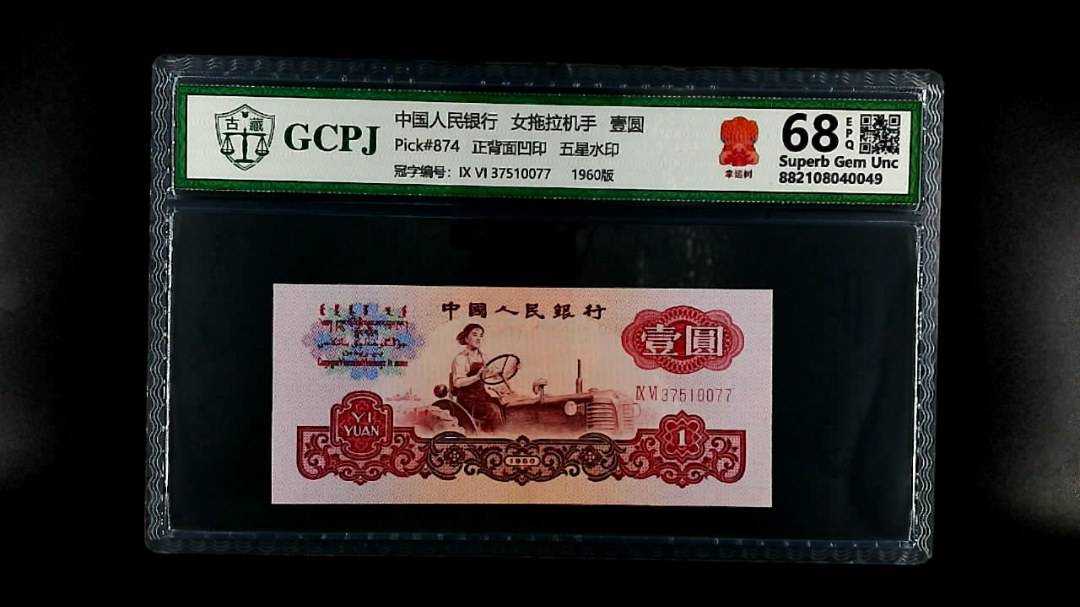 古藏
GCPJ
中国人民银行 女拖拉机手 壹圆
Pick#874 正背面凹印 五星水印
冠字编号: IX VI 37510077 1960版
幸运树
68 EPQ
Superb Gem Unc
882108040049
中國人民銀行
壹圓
IX VI 37510077
YI
YUAN
1960
1